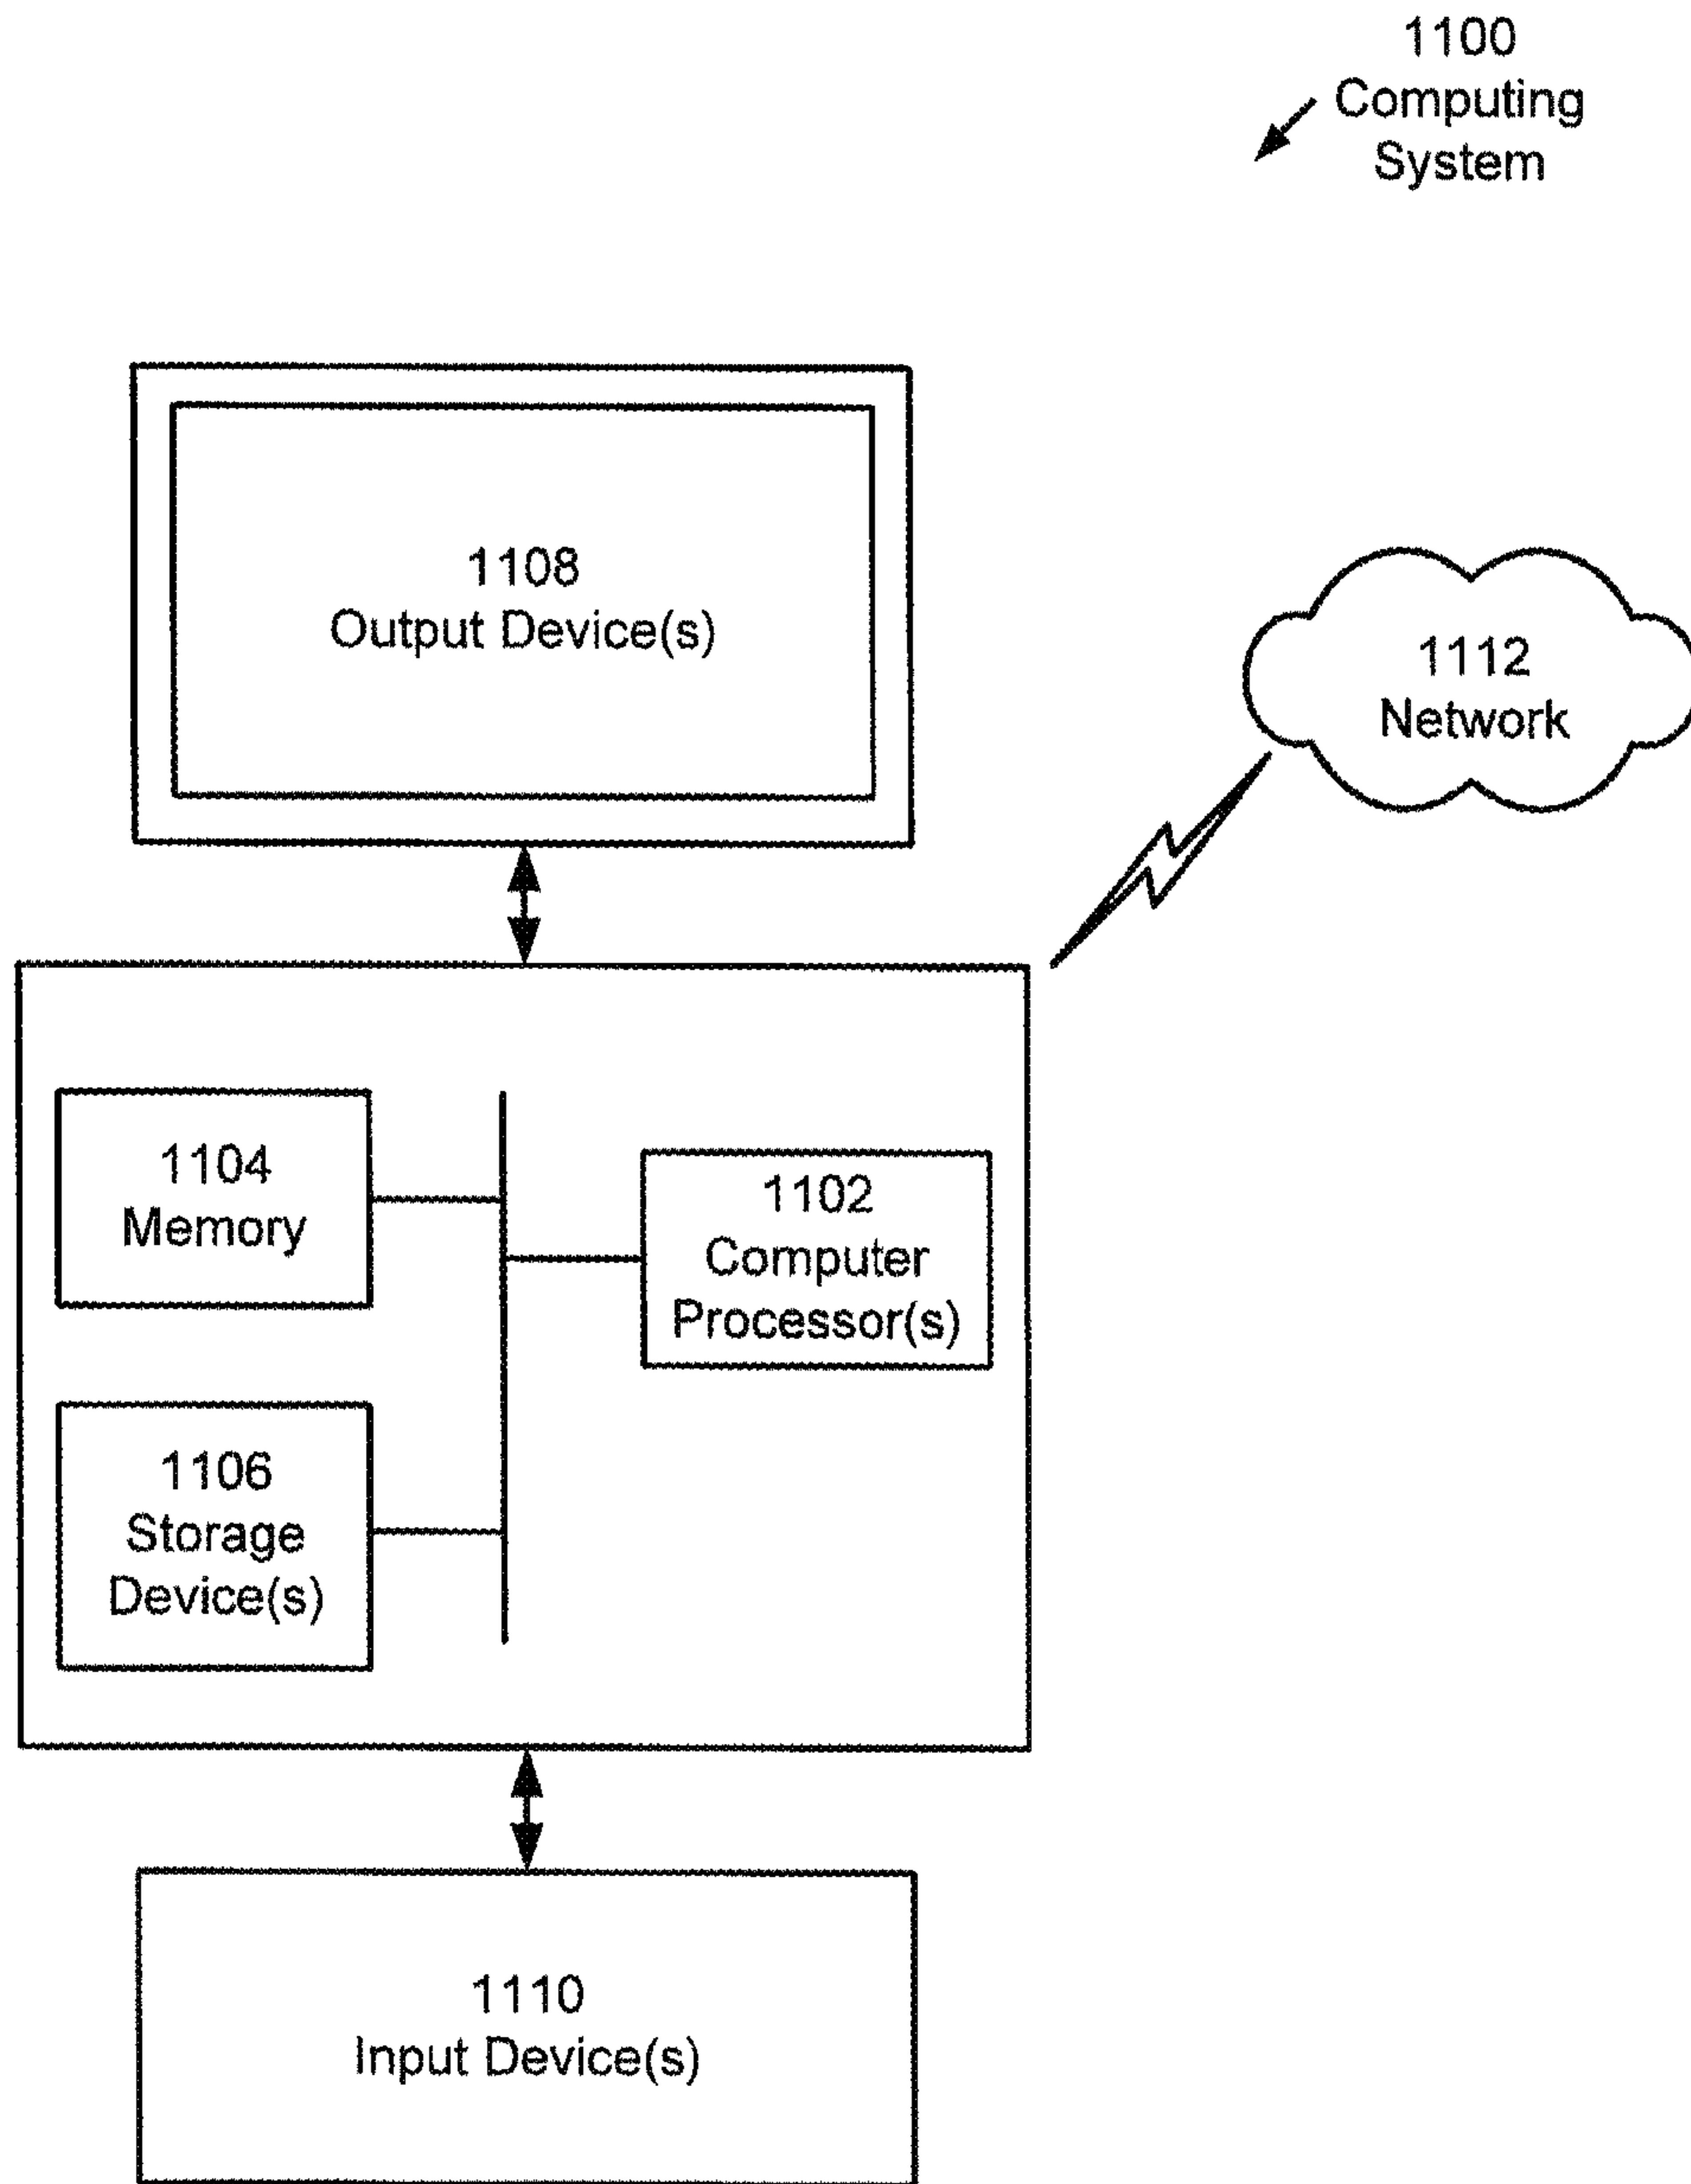 1100
Computing
System
1108
Output Device(s)
1112
Network
1104
Memory
1102
Computer
Processor(s)
1106
Storage
Device(s)
1110
Input Device(s)